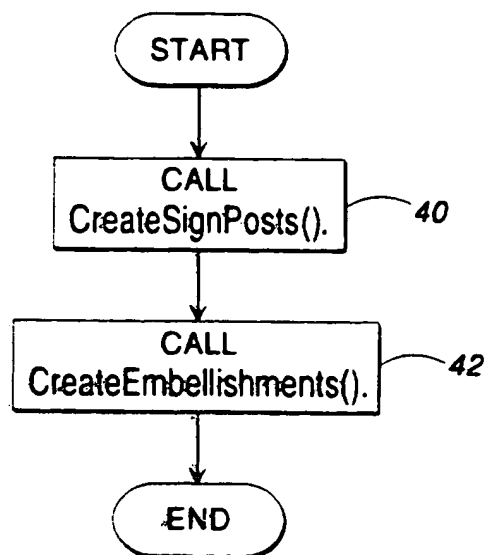 START
CALL
CreateSignPosts().
40
CALL
CreateEmbellishments().
42
END